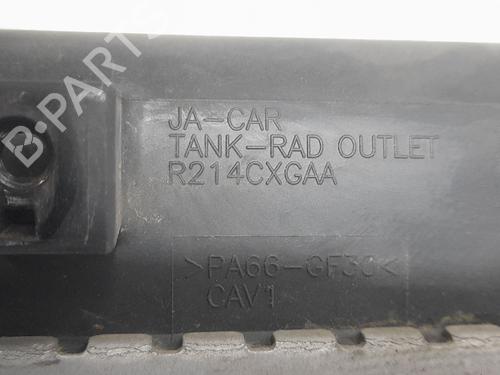 B-PARTS
JA-CAR
TANK-RAD OUTLET
R214CXGAA
>PA66-GF30<
CAV1